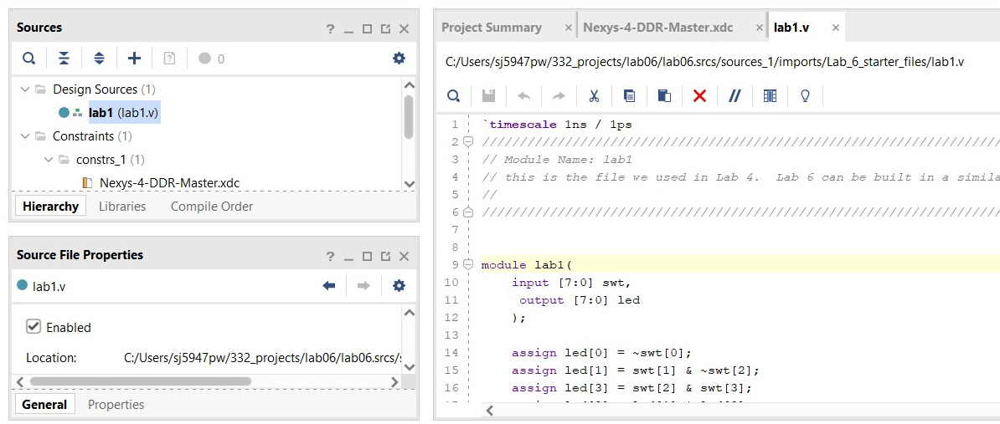 Sources
? _
0
Design Sources (1)
lab1 (lab1.v)
Constraints (1)
constrs_1 (1)
Nexys-4-DDR-Master.xdc
Hierarchy Libraries Compile Order
Source File Properties
? _
lab1.v
Enabled
Location: C:/Users/sj5947pw/332_projects/lab06/lab06.srcs/
General Properties
Project Summary × Nexys-4-DDR-Master.xdc × lab1.v ×
C:/Users/sj5947pw/332_projects/lab06/lab06.srcs/sources_1/imports/Lab_6_starter_files/lab1.v
//
1 `timescale 1ns / 1ps
2 //////////////////////////////////////////////////////////////////////
3 // Module Name: lab1
4 // this is the file we used in Lab 4.  Lab 6 can be built in a simila
5 //
6 //////////////////////////////////////////////////////////////////////
7
8
9 module lab1(
10 input [7:0] swt,
11 output [7:0] led
12 );
13
14 assign led[0] = ~swt[0];
15 assign led[1] = swt[1] & ~swt[2];
16 assign led[3] = swt[2] & swt[3];